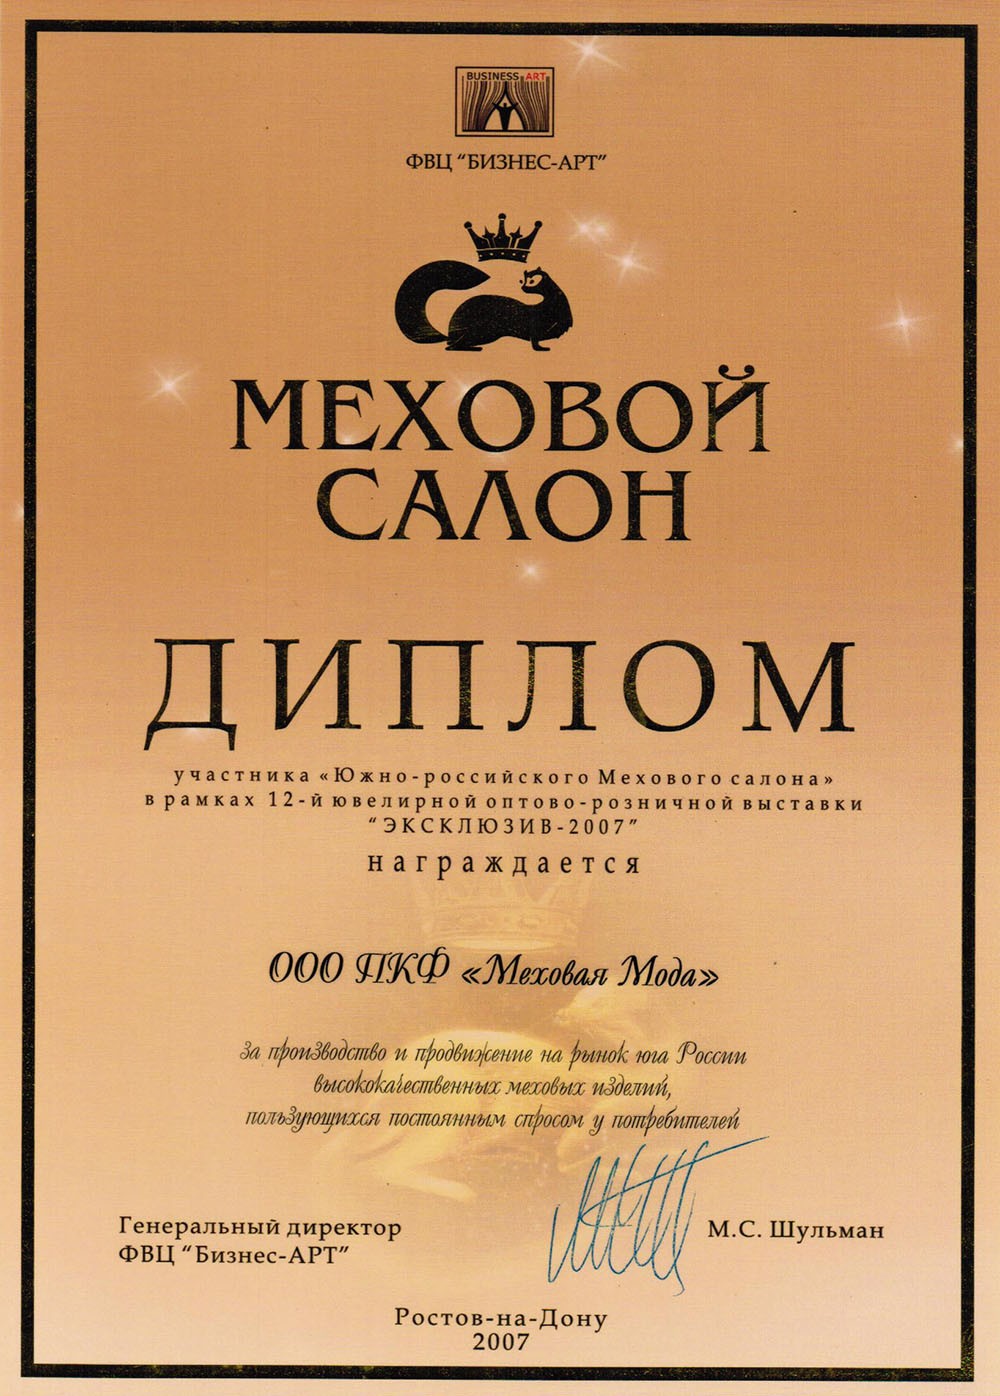 BUSINESS ART
ФВЦ “БИЗНЕС-АРТ”
МЕХОВОЙ
САЛОН
ДИПЛОМ
участника «Южно-российского Мехового салона»
в рамках 12-й ювелирной оптово-розничной выставки
“ЭКСКЛЮЗИВ-2007”
награждается
ООО ПКФ «Меховая Мода»
за производство и продвижение на рынок юга России
высококачественных меховых изделий,
пользующихся постоянным спросом у потребителей
Генеральный директор
ФВЦ “Бизнес-АРТ”
М.С. Шульман
Ростов-на-Дону
2007